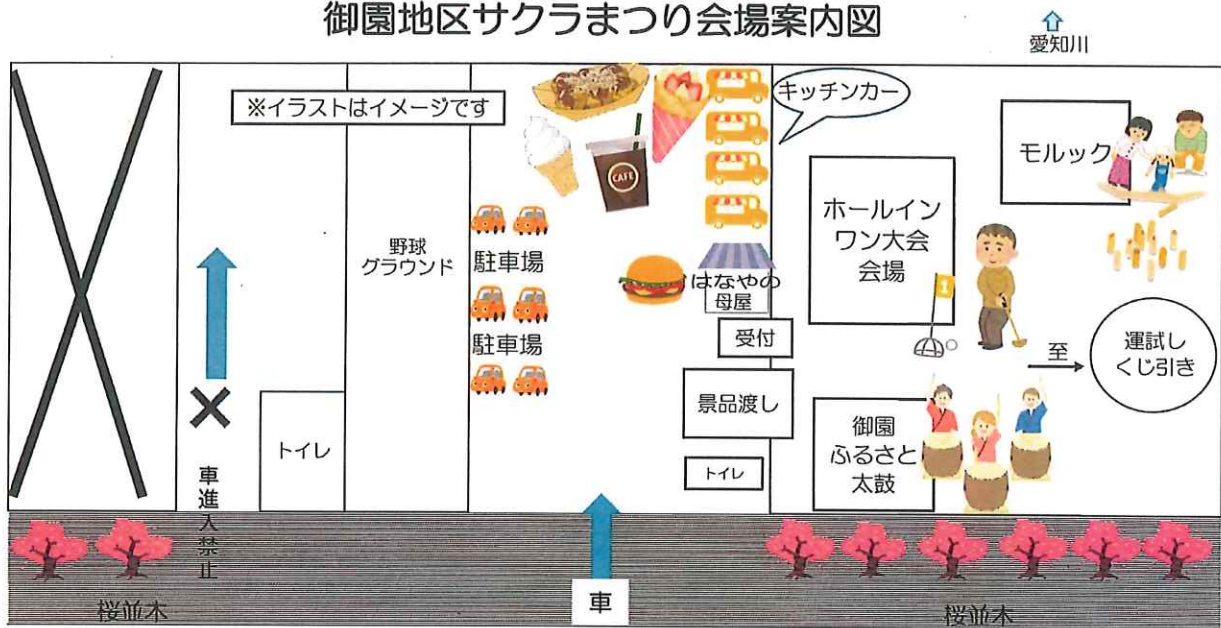 御園地区サクラまつり会場案内図
愛知川
※イラストはイメージです
キッチンカー
モルック
CAFE
ホールイン
ワン大会
会場
野球
グラウンド
駐車場
はなやの
母屋
1
駐車場
受付
至
運試し
くじ引き
景品渡し
トイレ
御園
ふるさと
太鼓
トイレ
車進入禁止
桜並木
車
桜並木